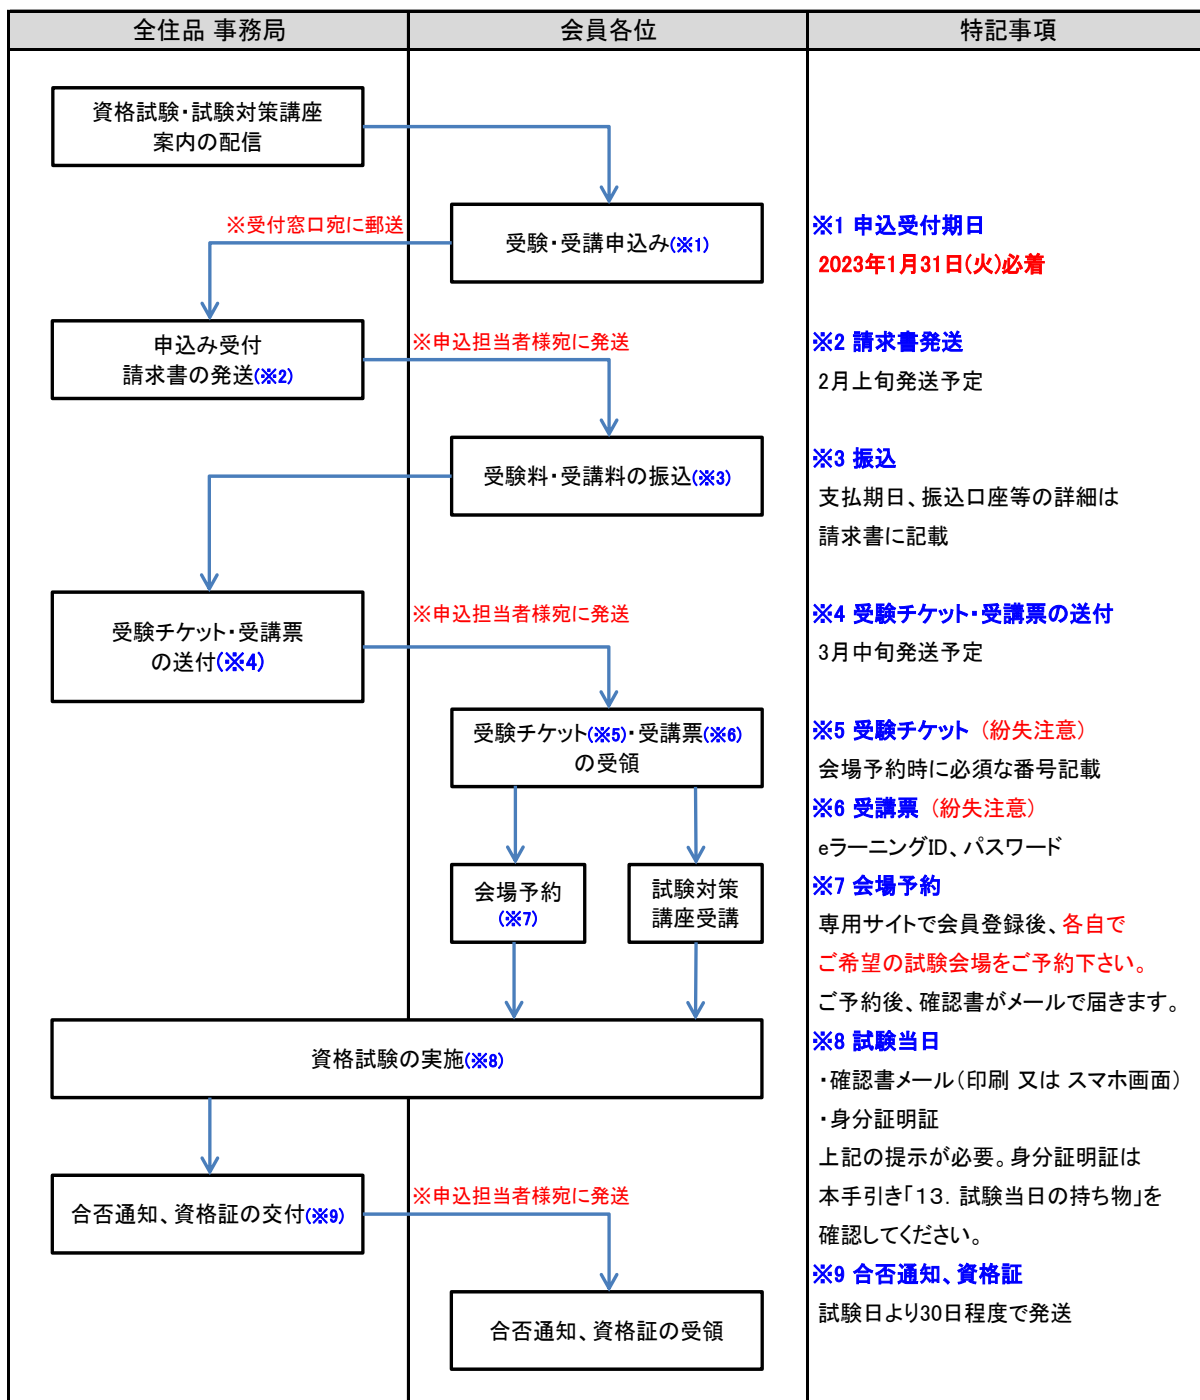 全住品 事務局
会員各位
特記事項
資格試験・試験対策講座
案内の配信
※受付窓口宛に郵送
受験・受講申込み(※1)
※1 申込受付期日
2023年1月31日(火)必着
申込み受付
請求書の発送(※2)
※申込担当者様宛に発送
※2 請求書発送
2月上旬発送予定
受験料・受講料の振込(※3)
※3 振込
支払期日、振込口座等の詳細は
請求書に記載
受験チケット・受講票
の送付(※4)
※申込担当者様宛に発送
※4 受験チケット・受講票の送付
3月中旬発送予定
受験チケット(※5)・受講票(※6)
の受領
※5 受験チケット（紛失注意）
会場予約時に必須な番号記載
※6 受講票（紛失注意）
eラーニングID、パスワード
会場予約
(※7)
試験対策
講座受講
※7 会場予約
専用サイトで会員登録後、各自で
ご希望の試験会場をご予約下さい。
ご予約後、確認書がメールで届きます。
資格試験の実施(※8)
※8 試験当日
・確認書メール（印刷 又は スマホ画面）
・身分証明証
上記の提示が必要。身分証明証は
本手引き「１３．試験当日の持ち物」を
確認してください。
合否通知、資格証の交付(※9)
※申込担当者様宛に発送
※9 合否通知、資格証
試験日より30日程度で発送
合否通知、資格証の受領